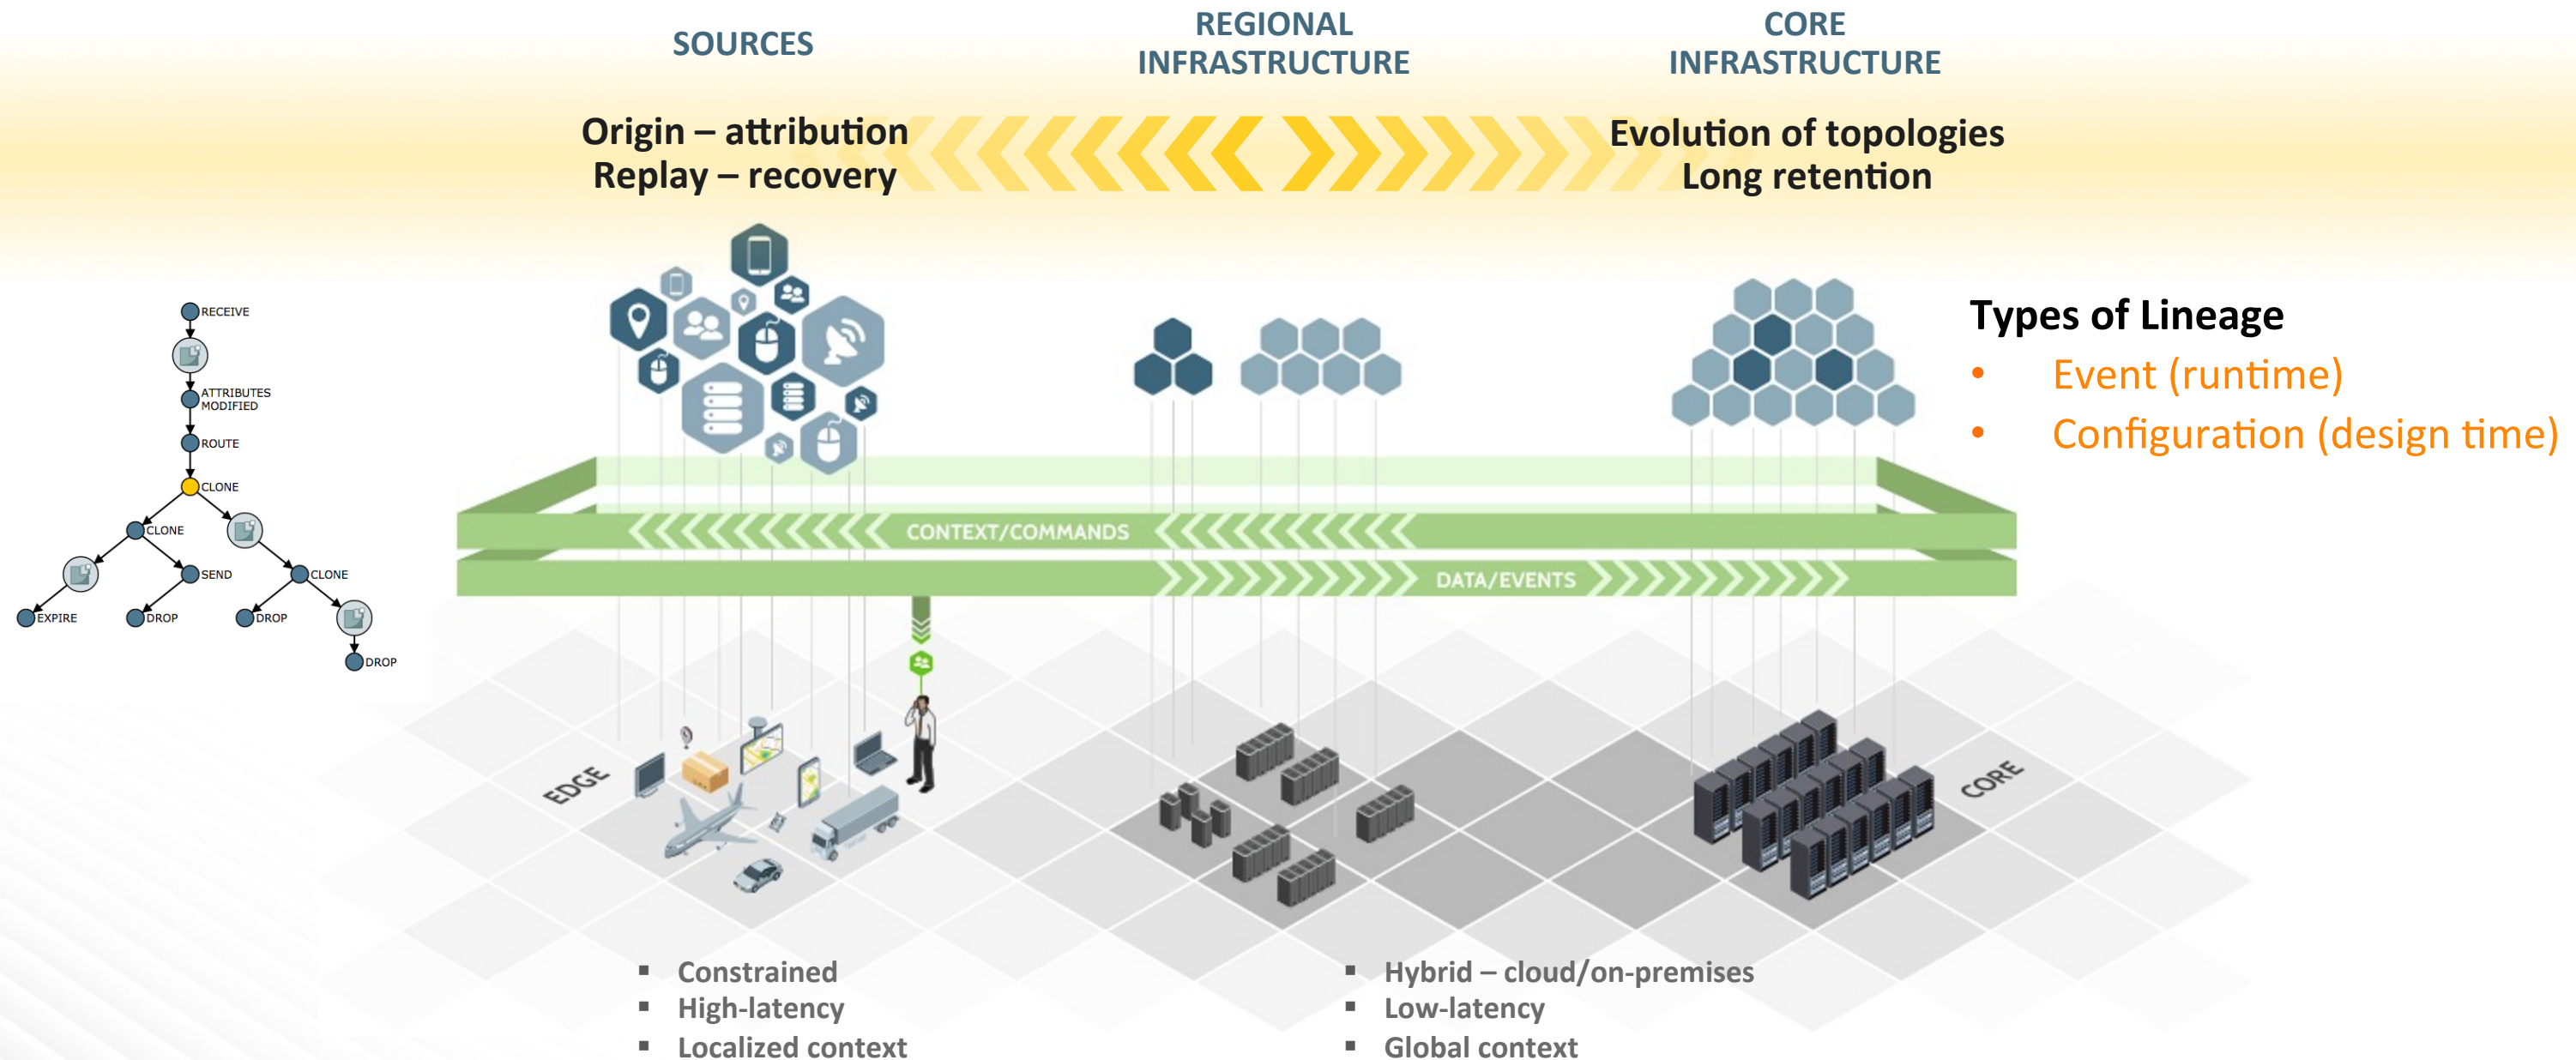 SOURCES
REGIONAL
INFRASTRUCTURE
CORE
INFRASTRUCTURE
Origin – attribution
Replay – recovery
Evolution of topologies
Long retention
RECEIVE
ATTRIBUTES
MODIFIED
ROUTE
CLONE
CLONE
SEND
CLONE
EXPIRE
DROP
DROP
DROP
Types of Lineage
• Event (runtime)
• Configuration (design time)
CONTEXT/COMMANDS
DATA/EVENTS
EDGE
CORE
▪ Constrained
▪ High-latency
▪ Localized context
▪ Hybrid – cloud/on-premises
▪ Low-latency
▪ Global context